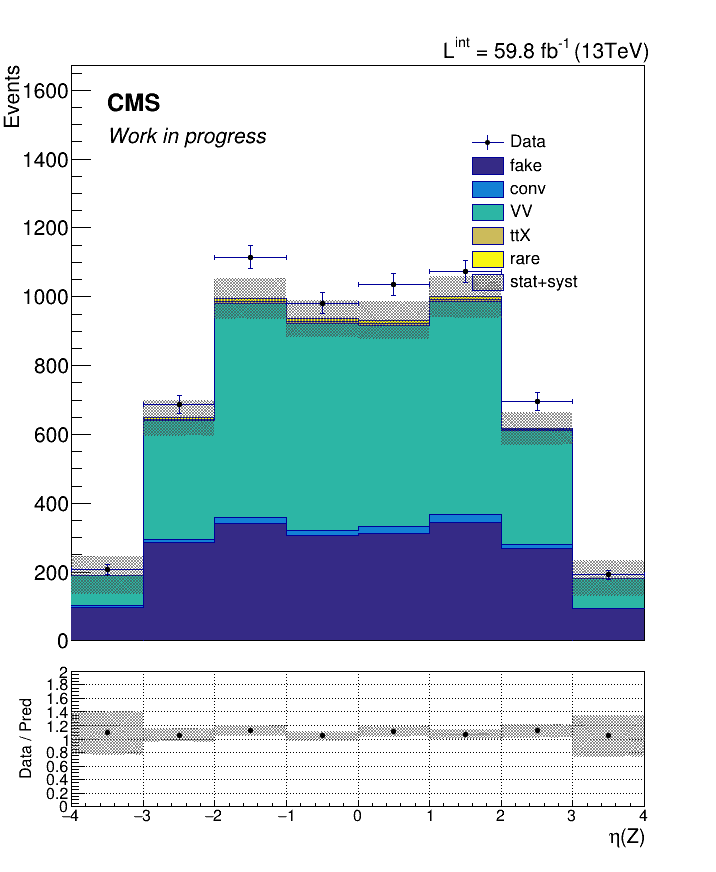 L^int = 59.8 fb^-1 (13TeV)
Events
1600
1400
1200
1000
800
600
400
200
0
CMS
Work in progress
Data
fake
conv
VV
ttX
rare
stat+syst
Data / Pred
2
1.8
1.6
1.4
1.2
1
0.8
0.6
0.4
0.2
0
−4 −3 −2 −1 0 1 2 3 4
η(Z)